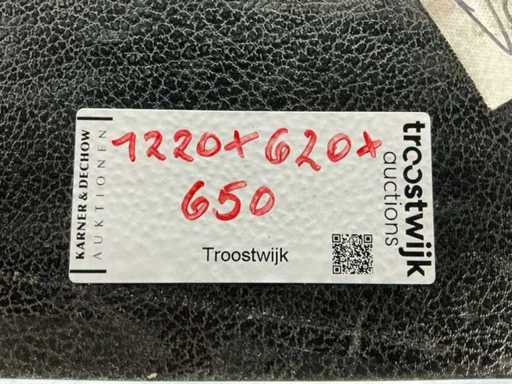 KARNER & DECHOW
AUKTIONEN
1220x620x
650
Troostwijk
troostwijk
auctions